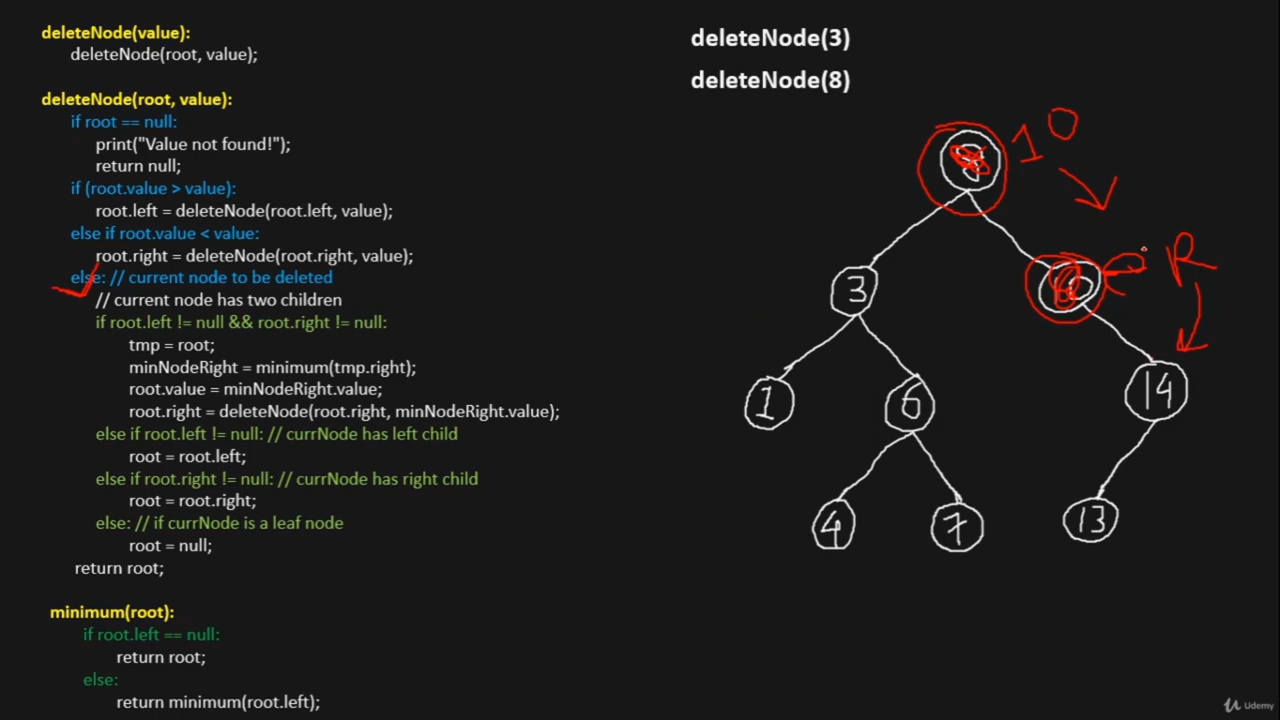 deleteNode(value):
deleteNode(root, value);
deleteNode(root, value):
if root == null:
print("Value not found!");
return null;
if (root.value > value):
root.left = deleteNode(root.left, value);
else if root.value < value:
root.right = deleteNode(root.right, value);
else: // current node to be deleted
// current node has two children
if root.left != null && root.right != null:
tmp = root;
minNodeRight = minimum(tmp.right);
root.value = minNodeRight.value;
root.right = deleteNode(root.right, minNodeRight.value);
else if root.left != null: // currNode has left child
root = root.left;
else if root.right != null: // currNode has right child
root = root.right;
else: // if currNode is a leaf node
root = null;
return root;
minimum(root):
if root.left == null:
return root;
else:
return minimum(root.left);
deleteNode(3)
deleteNode(8)
10
R
3
1
6
14
4
7
13
Udemy